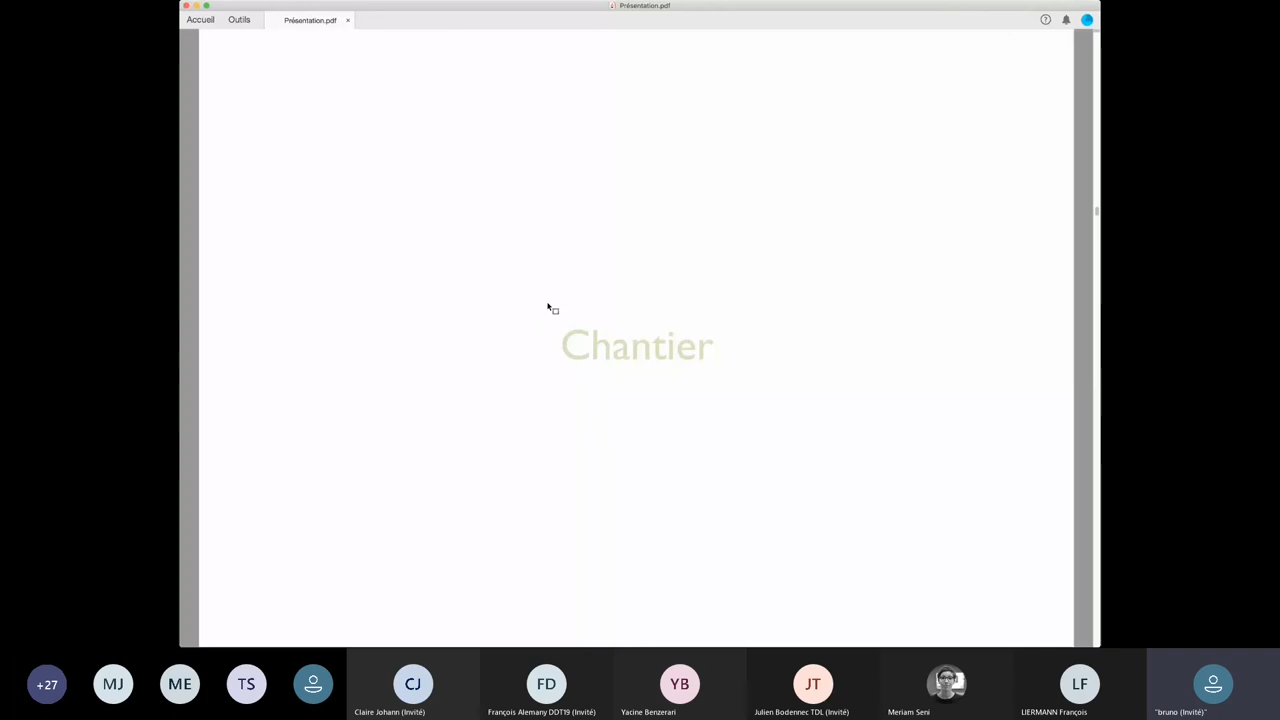 Présentation.pdf
Accueil Outils Présentation.pdf ×
Chantier
+27 MJ ME TS CJ FD YB JT LF
Claire Johann (Invité) François Alemany DDT19 (Invité) Yacine Benzerari Julien Bodennec TDL (Invité) Meriam Seni LIERMANN François "bruno (Invité)"